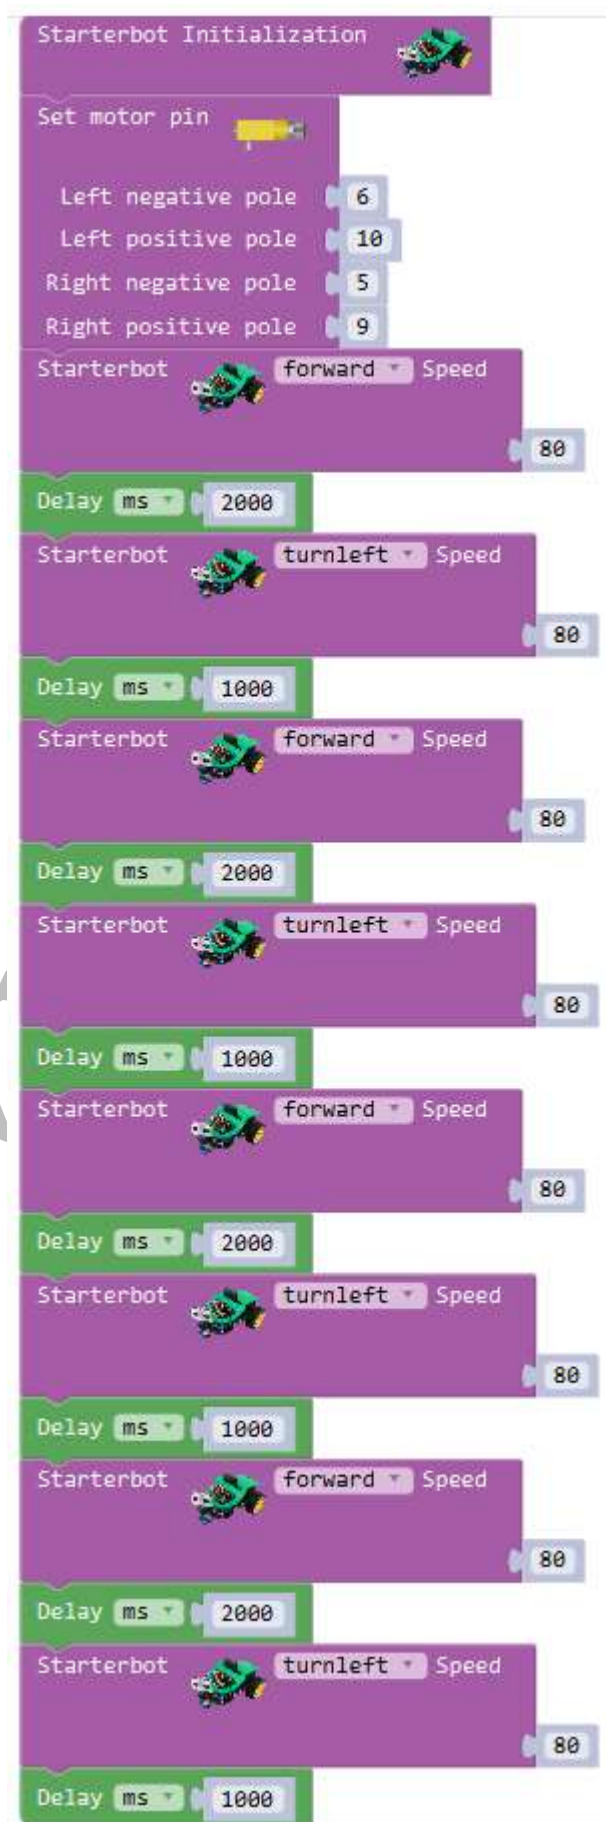 Starterbot Initialization
Set motor pin
Left negative pole 6
Left positive pole 10
Right negative pole 5
Right positive pole 9
Starterbot forward Speed
80
Delay ms 2000
Starterbot turnleft Speed
80
Delay ms 1000
Starterbot forward Speed
80
Delay ms 2000
Starterbot turnleft Speed
80
Delay ms 1000
Starterbot forward Speed
80
Delay ms 2000
Starterbot turnleft Speed
80
Delay ms 1000
Starterbot forward Speed
80
Delay ms 2000
Starterbot turnleft Speed
80
Delay ms 1000